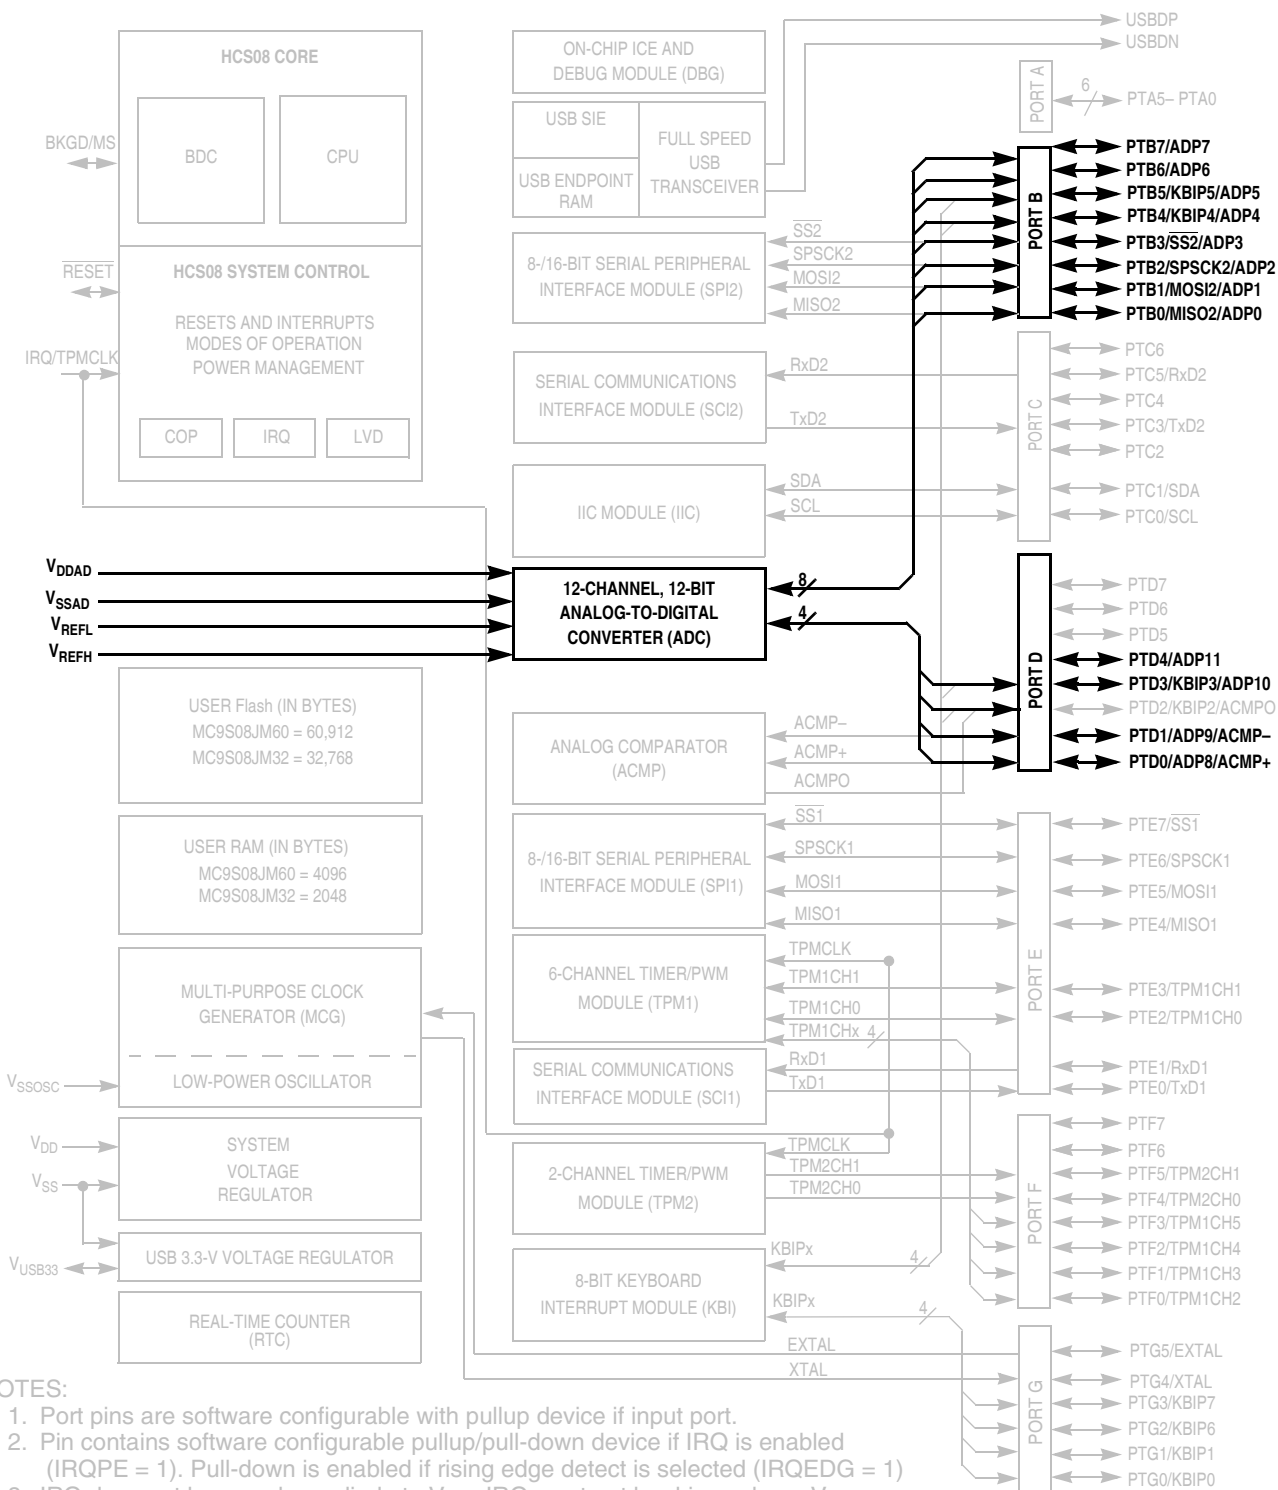 HCS08 CORE
BDC
CPU
BKGD/MS
HCS08 SYSTEM CONTROL
RESET
RESETS AND INTERRUPTS
MODES OF OPERATION
POWER MANAGEMENT
IRQ/TPMCLK
COP
IRQ
LVD
VDDAD
VSSAD
VREFL
VREFH
USER Flash (IN BYTES)
MC9S08JM60 = 60,912
MC9S08JM32 = 32,768
USER RAM (IN BYTES)
MC9S08JM60 = 4096
MC9S08JM32 = 2048
MULTI-PURPOSE CLOCK
GENERATOR (MCG)
LOW-POWER OSCILLATOR
VSSOSC
VDD
VSS
SYSTEM
VOLTAGE
REGULATOR
USB 3.3-V VOLTAGE REGULATOR
VUSB33
REAL-TIME COUNTER
(RTC)
ON-CHIP ICE AND
DEBUG MODULE (DBG)
USB SIE
USB ENDPOINT
RAM
FULL SPEED
USB
TRANSCEIVER
8-/16-BIT SERIAL PERIPHERAL
INTERFACE MODULE (SPI2)
SS2
SPSCK2
MOSI2
MISO2
SERIAL COMMUNICATIONS
INTERFACE MODULE (SCI2)
RxD2
TxD2
IIC MODULE (IIC)
SDA
SCL
12-CHANNEL, 12-BIT
ANALOG-TO-DIGITAL
CONVERTER (ADC)
8
4
ANALOG COMPARATOR
(ACMP)
ACMP–
ACMP+
ACMPO
8-/16-BIT SERIAL PERIPHERAL
INTERFACE MODULE (SPI1)
SS1
SPSCK1
MOSI1
MISO1
6-CHANNEL TIMER/PWM
MODULE (TPM1)
TPMCLK
TPM1CH1
TPM1CH0
TPM1CHx
4
SERIAL COMMUNICATIONS
INTERFACE MODULE (SCI1)
RxD1
TxD1
2-CHANNEL TIMER/PWM
MODULE (TPM2)
TPMCLK
TPM2CH1
TPM2CH0
8-BIT KEYBOARD
INTERRUPT MODULE (KBI)
KBIPx
4
KBIPx
4
EXTAL
XTAL
USBDP
USBDN
PORT A
6
PTA5– PTA0
PORT B
PTB7/ADP7
PTB6/ADP6
PTB5/KBIP5/ADP5
PTB4/KBIP4/ADP4
PTB3/SS2/ADP3
PTB2/SPSCK2/ADP2
PTB1/MOSI2/ADP1
PTB0/MISO2/ADP0
PORT C
PTC6
PTC5/RxD2
PTC4
PTC3/TxD2
PTC2
PTC1/SDA
PTC0/SCL
PORT D
PTD7
PTD6
PTD5
PTD4/ADP11
PTD3/KBIP3/ADP10
PTD2/KBIP2/ACMPO
PTD1/ADP9/ACMP–
PTD0/ADP8/ACMP+
PORT E
PTE7/SS1
PTE6/SPSCK1
PTE5/MOSI1
PTE4/MISO1
PTE3/TPM1CH1
PTE2/TPM1CH0
PTE1/RxD1
PTE0/TxD1
PORT F
PTF7
PTF6
PTF5/TPM2CH1
PTF4/TPM2CH0
PTF3/TPM1CH5
PTF2/TPM1CH4
PTF1/TPM1CH3
PTF0/TPM1CH2
PORT G
PTG5/EXTAL
PTG4/XTAL
PTG3/KBIP7
PTG2/KBIP6
PTG1/KBIP1
PTG0/KBIP0
OTES:
1. Port pins are software configurable with pullup device if input port.
2. Pin contains software configurable pullup/pull-down device if IRQ is enabled
(IRQPE = 1). Pull-down is enabled if rising edge detect is selected (IRQEDG = 1)